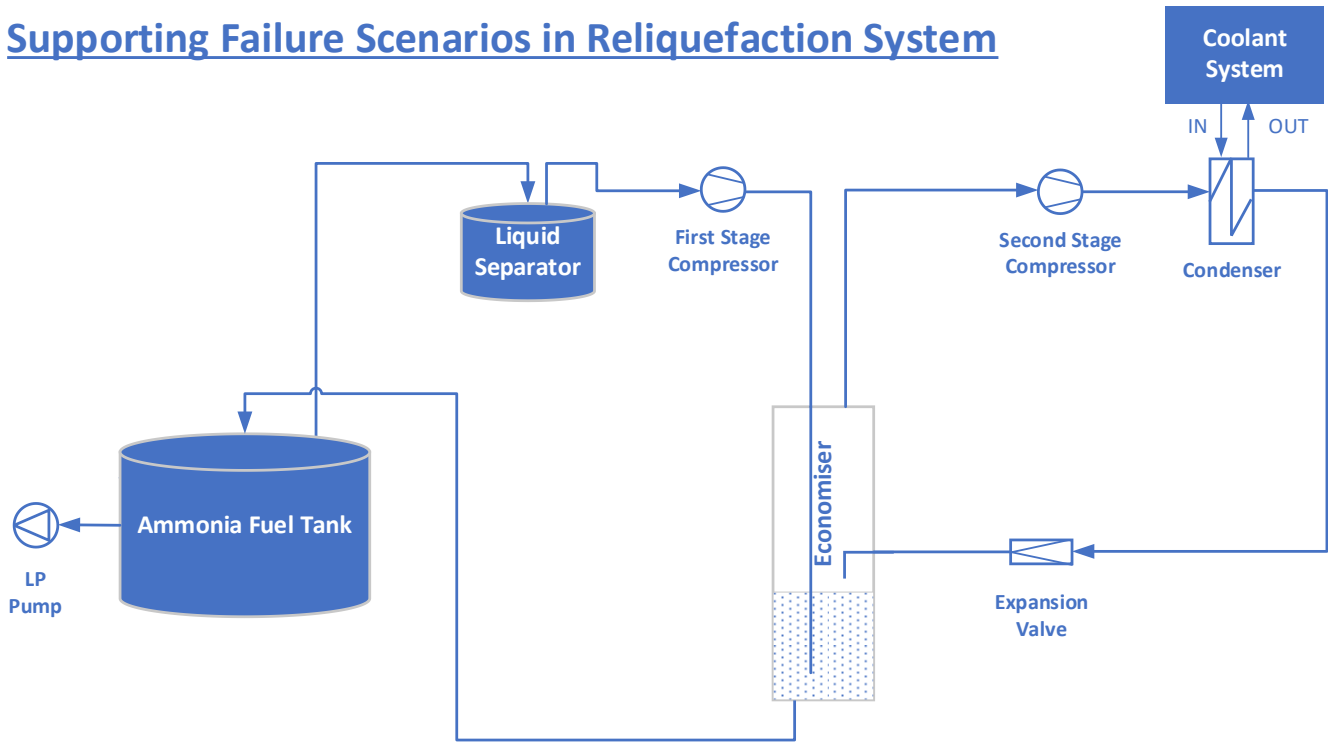 Supporting Failure Scenarios in Reliquefaction System
Coolant
System
IN
OUT
Liquid
Separator
First Stage
Compressor
Second Stage
Compressor
Condenser
Economiser
Ammonia Fuel Tank
LP
Pump
Expansion
Valve